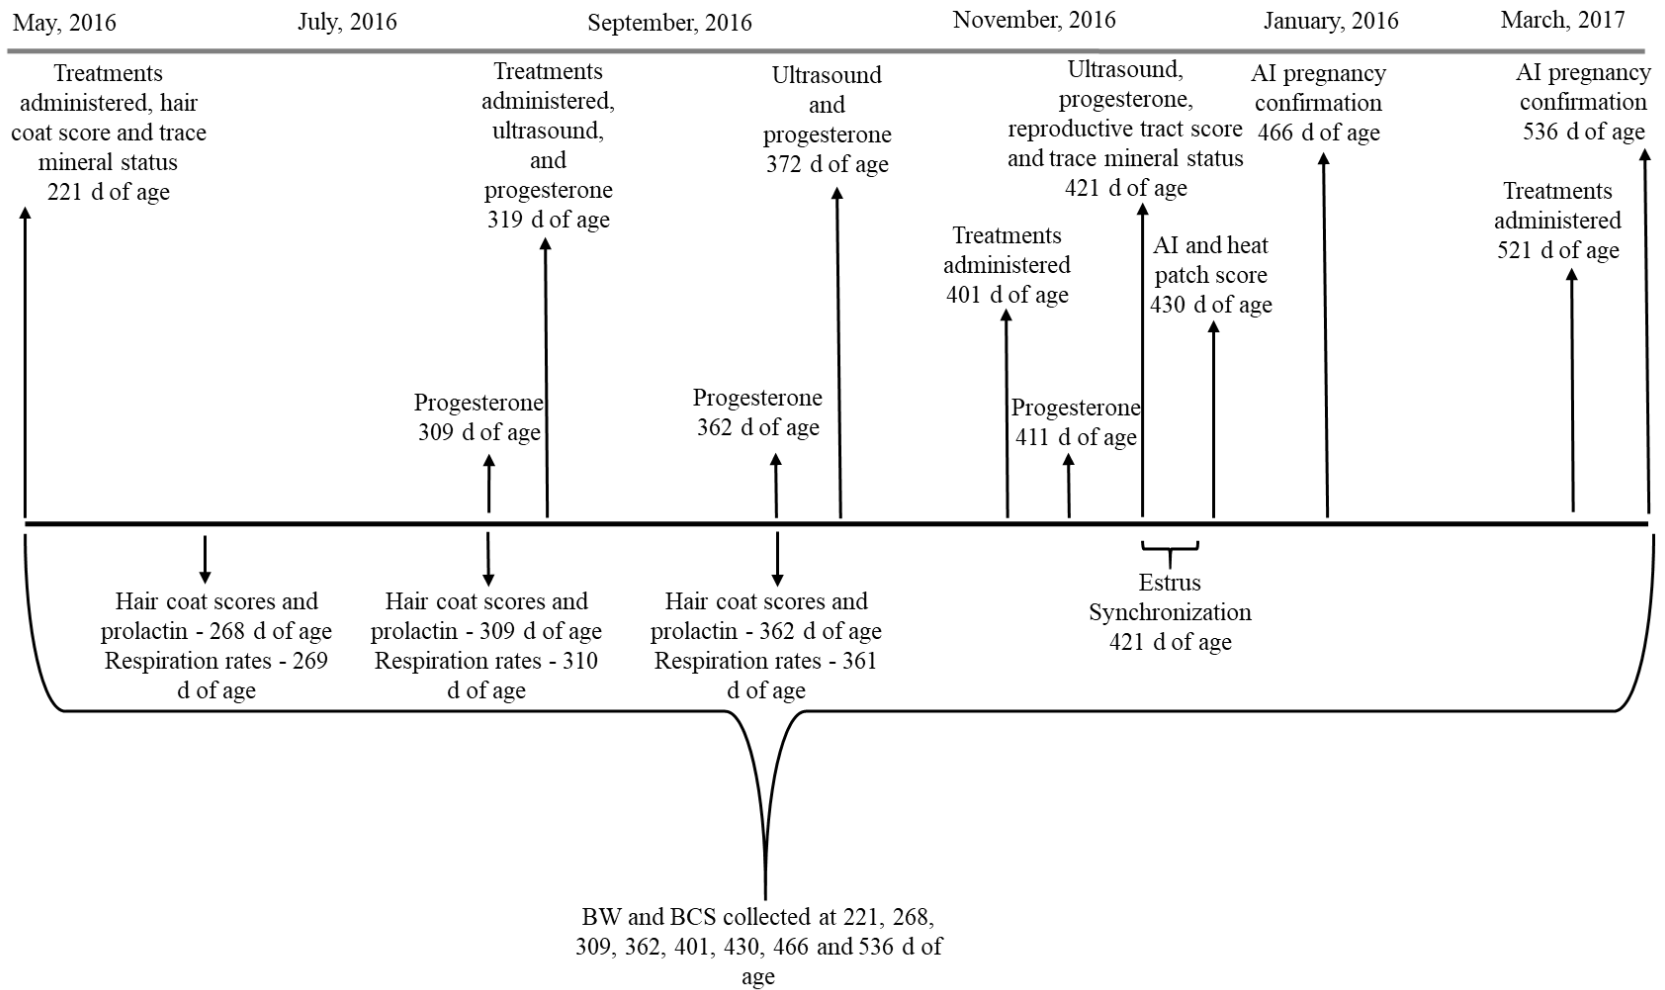 May, 2016
July, 2016
September, 2016
November, 2016
January, 2016
March, 2017
Treatments
administered, hair
coat score and trace
mineral status
221 d of age
Treatments
administered,
ultrasound,
and
progesterone
319 d of age
Ultrasound
and
progesterone
372 d of age
Ultrasound,
progesterone,
reproductive tract score
and trace mineral status
421 d of age
AI pregnancy
confirmation
466 d of age
AI pregnancy
confirmation
536 d of age
Treatments
administered
521 d of age
Treatments
administered
401 d of age
AI and heat
patch score
430 d of age
Progesterone
309 d of age
Progesterone
362 d of age
Progesterone
411 d of age
Hair coat scores and
prolactin - 268 d of age
Respiration rates - 269
d of age
Hair coat scores and
prolactin - 309 d of age
Respiration rates - 310
d of age
Hair coat scores and
prolactin - 362 d of age
Respiration rates - 361
d of age
Estrus
Synchronization
421 d of age
BW and BCS collected at 221, 268,
309, 362, 401, 430, 466 and 536 d of
age